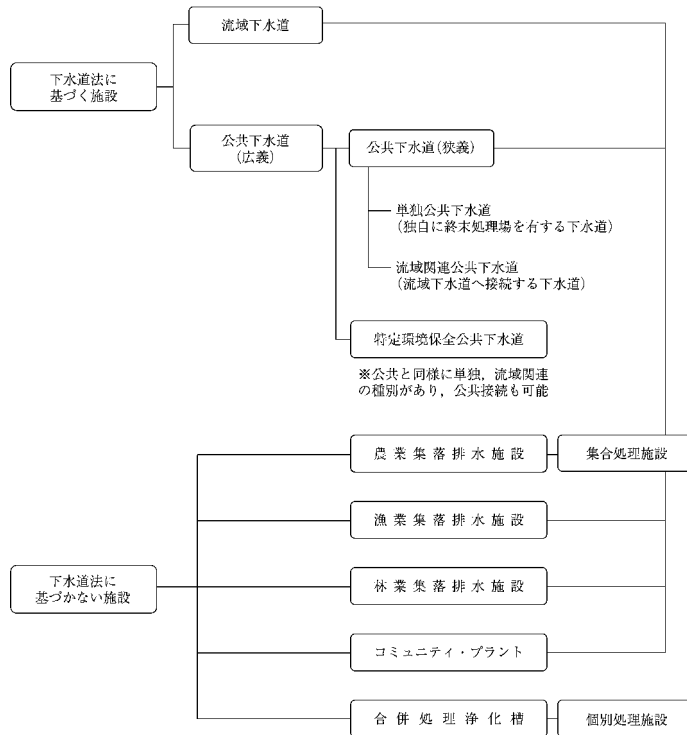 流域下水道
下水道法に
基づく施設
公共下水道
(広義)
公共下水道(狭義)
単独公共下水道
(独自に終末処理場を有する下水道)
流域関連公共下水道
(流域下水道へ接続する下水道)
特定環境保全公共下水道
※公共と同様に単独，流域関連
の種別があり，公共接続も可能
農業集落排水施設
集合処理施設
漁業集落排水施設
下水道法に
基づかない施設
林業集落排水施設
コミュニティ・プラント
合併処理浄化槽
個別処理施設